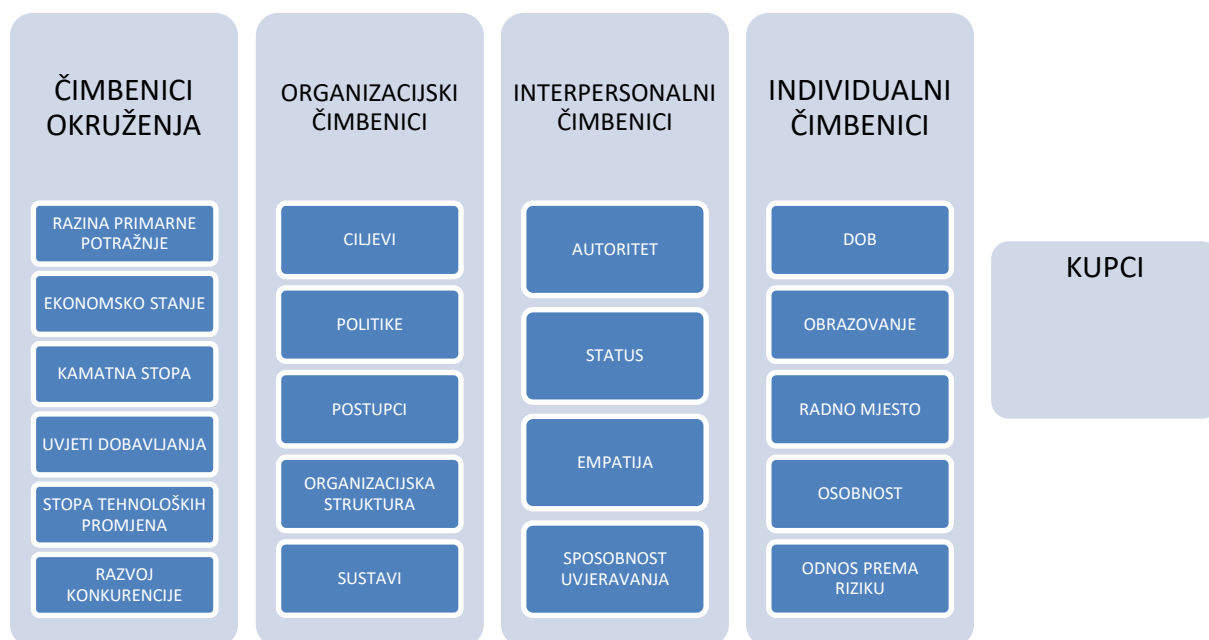 ČIMBENICI
OKRUŽENJA
RAZINA PRIMARNE
POTRAŽNJE
EKONOMSKO STANJE
KAMATNA STOPA
UVJETI DOBAVLJANJA
STOPA TEHNOLOŠKIH
PROMJENA
RAZVOJ
KONKURENCIJE
ORGANIZACIJSKI
ČIMBENICI
CILJEVI
POLITIKE
POSTUPCI
ORGANIZACIJSKA
STRUKTURA
SUSTAVI
INTERPERSONALNI
ČIMBENICI
AUTORITET
STATUS
EMPATIJA
SPOSOBNOST
UVJERAVANJA
INDIVIDUALNI
ČIMBENICI
DOB
OBRAZOVANJE
RADNO MJESTO
OSOBNOST
ODNOS PREMA
RIZIKU
KUPCI